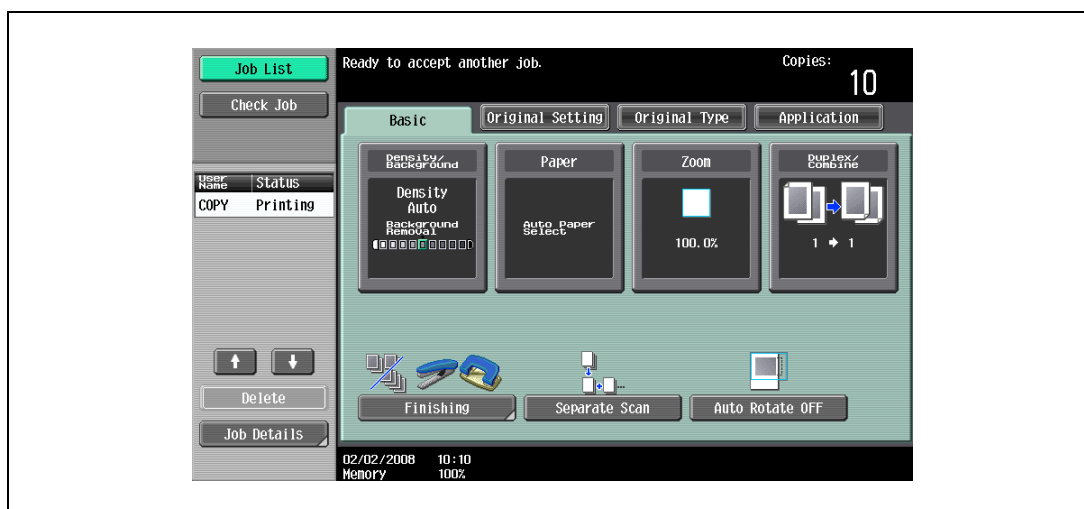 Job List
Check Job
User Name
Status
COPY
Printing
Delete
Job Details
Ready to accept another job.
Copies:
10
Basic
Original Setting
Original Type
Application
Density/
Background
Density
Auto
Background
Removal
Paper
Auto Paper
Select
Zoom
100.0%
Duplex/
Combine
1 → 1
Finishing
Separate Scan
Auto Rotate OFF
02/02/2008 10:10
Memory 100%